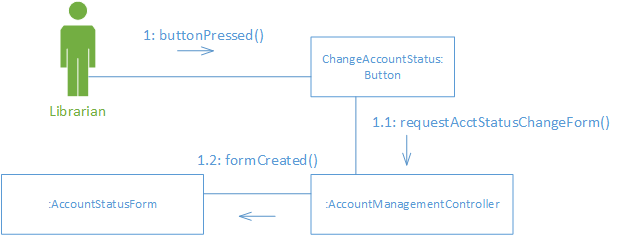 1: buttonPressed()
ChangeAccountStatus:
Button
Librarian
1.1: requestAcctStatusChangeForm()
1.2: formCreated()
:AccountStatusForm
:AccountManagementController